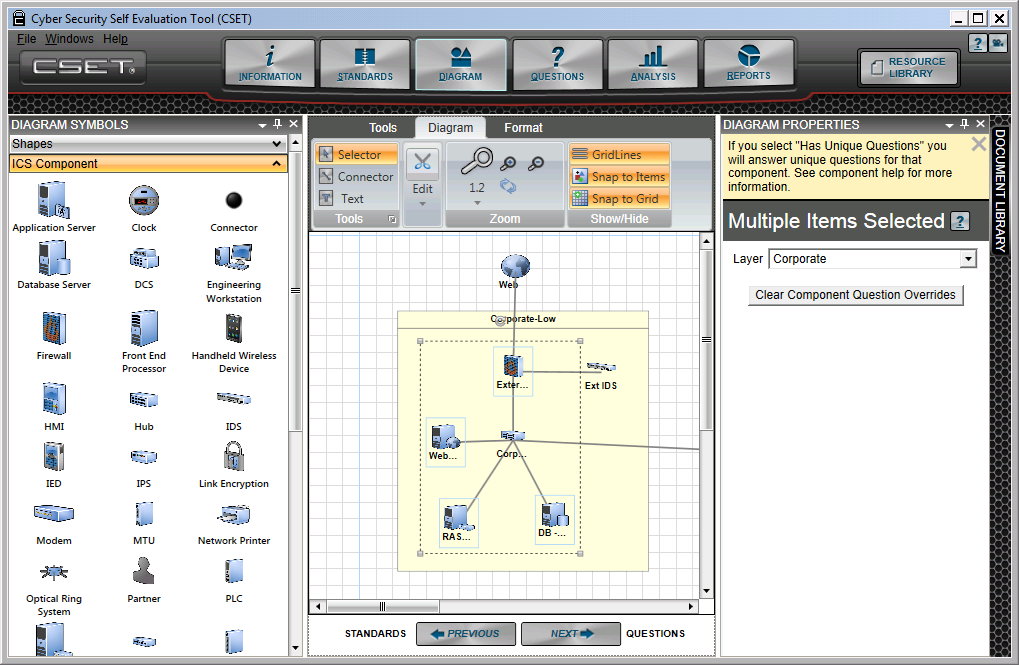 Cyber Security Self Evaluation Tool (CSET)
File Windows Help
CSET
INFORMATION
STANDARDS
DIAGRAM
QUESTIONS
ANALYSIS
REPORTS
RESOURCE
LIBRARY
DIAGRAM SYMBOLS
Shapes
ICS Component
Application Server
Clock
Connector
Database Server
DCS
Engineering
Workstation
Firewall
Front End
Processor
Handheld Wireless
Device
HMI
Hub
IDS
IED
IPS
Link Encryption
Modem
MTU
Network Printer
Optical Ring
System
Partner
PLC
Tools
Diagram
Format
Selector
Connector
Text
Tools
Edit
1.2
Zoom
GridLines
Snap to Items
Snap to Grid
Show/Hide
Web
Corporate-Low
Exter...
Ext IDS
Web...
Corp...
RAS...
DB -...
STANDARDS
PREVIOUS
NEXT
QUESTIONS
DIAGRAM PROPERTIES
If you select "Has Unique Questions" you
will answer unique questions for that
component. See component help for more
information.
Multiple Items Selected ?
Layer Corporate
Clear Component Question Overrides
DOCUMENT LIBRARY